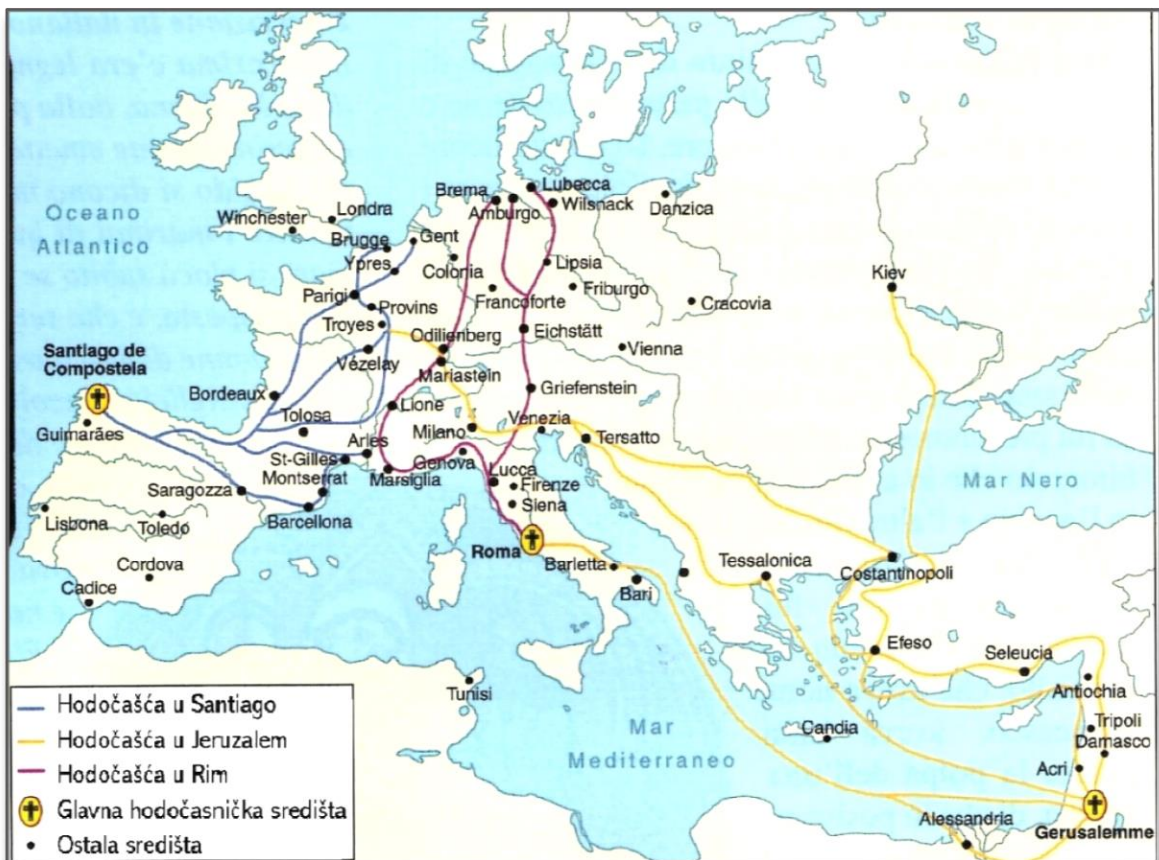 Oceano
Atlantico
Winchester
Londra
Brugge
Gent
Ypres
Colonia
Brema
Amburgo
Lubecca
Wilsnack
Danzica
Kiev
Parigi
Provins
Troyes
Francoforte
Lipsia
Friburgo
Cracovia
Odilienberg
Eichstätt
Vienna
Vézelay
Mariastein
Griefenstein
Santiago de
Compostela
Guimarães
Bordeaux
Tolosa
Lione
Milano
Venezia
Tersatto
Arles
St-Gilles
Montserrat
Marsiglia
Genova
Lucca
Firenze
Siena
Saragozza
Barcellona
Lisbona
Toledo
Cordova
Cadice
Roma
Barletta
Bari
Tessalonica
Costantinopoli
Mar Nero
Efeso
Seleucia
Antiochia
Tripoli
Damasco
Acri
Gerusalemme
Alessandria
Candia
Tunisi
Mar
Mediterraneo
Hodočašća u Santiago
Hodočašća u Jeruzalem
Hodočašća u Rim
Glavna hodočasnička središta
Ostala središta